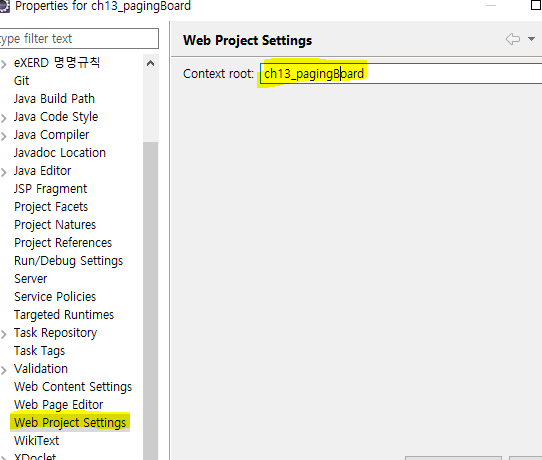 Properties for ch13_pagingBoard
type filter text
Web Project Settings
Context root: ch13_pagingBoard
eXERD 명명규칙
Git
Java Build Path
Java Code Style
Java Compiler
Javadoc Location
Java Editor
JSP Fragment
Project Facets
Project Natures
Project References
Run/Debug Settings
Server
Service Policies
Targeted Runtimes
Task Repository
Task Tags
Validation
Web Content Settings
Web Page Editor
Web Project Settings
WikiText
XDoclet